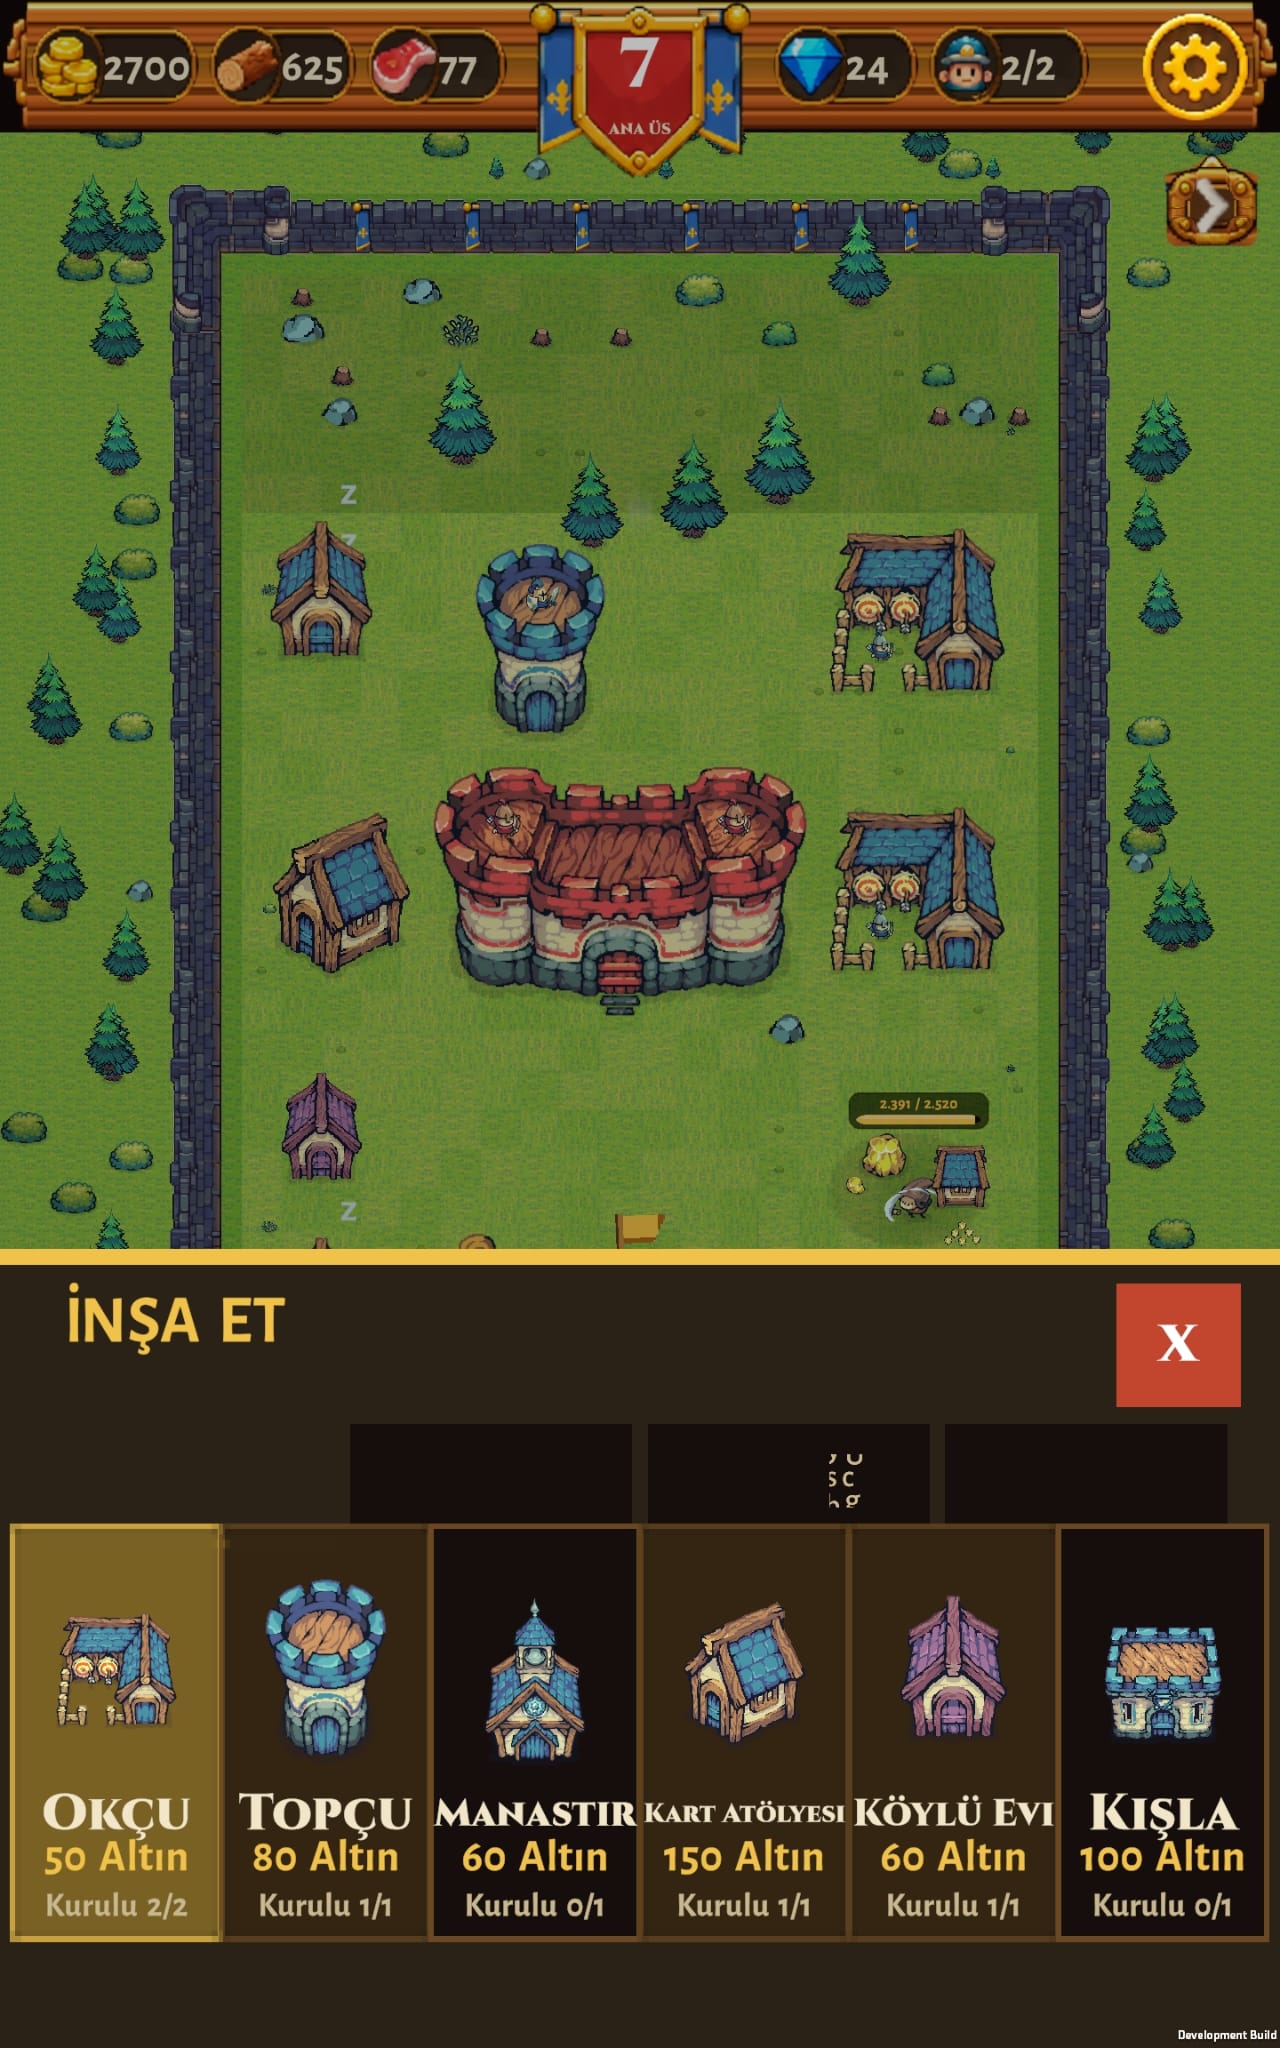 2700 625 77 7 24 2/2
ANA ÜS
Z
Z
2.391 / 2.520
Z
İNŞA ET
X
OKÇU TOPÇU MANASTIR KART ATÖLYESI KÖYLÜ EVI KIŞLA
50 Altın 80 Altın 60 Altın 150 Altın 60 Altın 100 Altın
Kurulu 2/2 Kurulu 1/1 Kurulu 0/1 Kurulu 1/1 Kurulu 1/1 Kurulu 0/1
Development Build